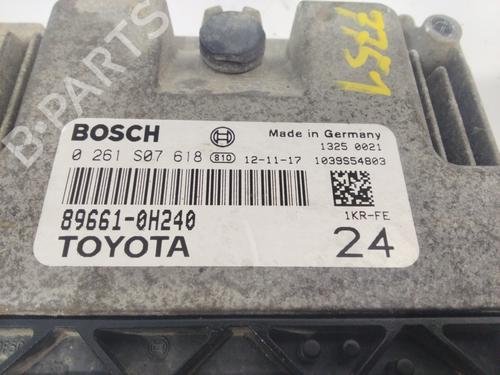 7751
B-PARTS
BOSCH
Made in Germany
1325 0021
0 261 S07 618 810 12-11-17 1039S54803
89661-0H240
1KR-FE
TOYOTA
24